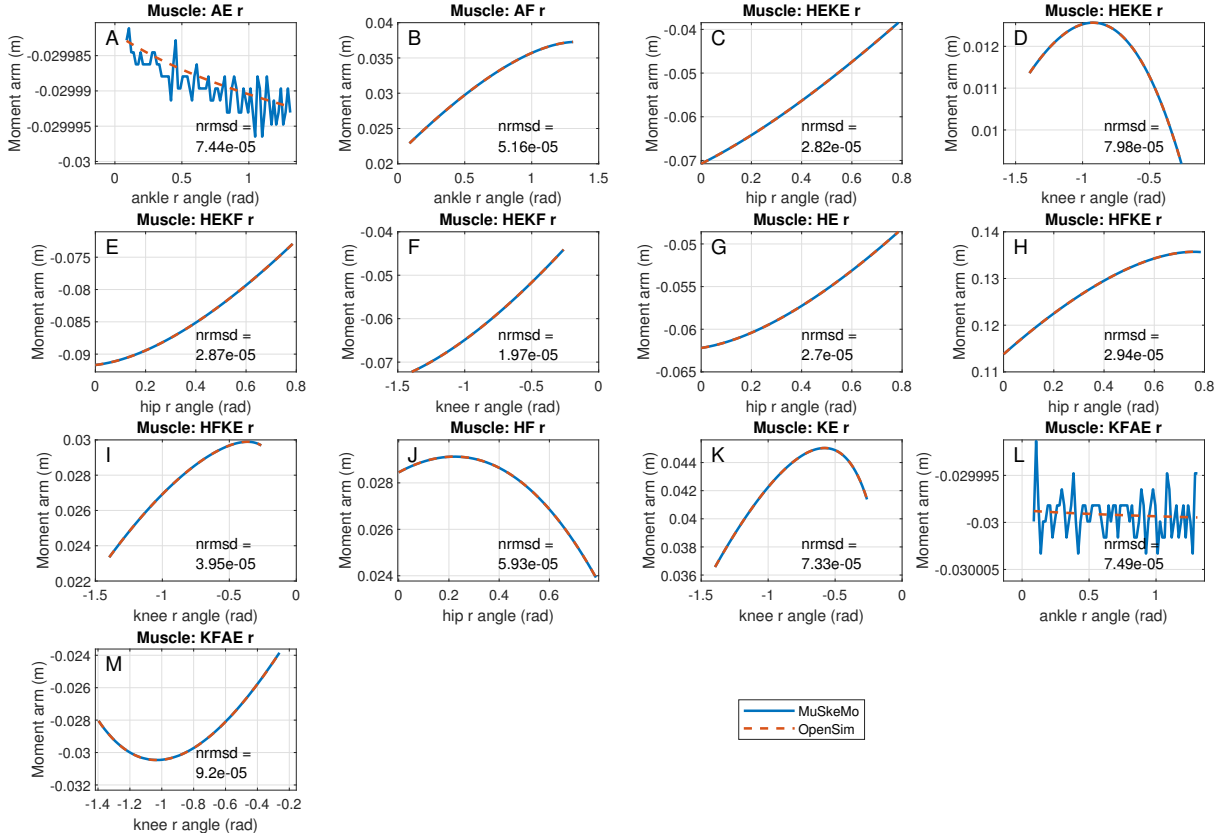 Muscle: AE r
A
-0.029985
-0.02999
-0.029995
-0.03
Moment arm (m)
nrmsd =
7.44e-05
0
0.5
1
ankle r angle (rad)
Muscle: AF r
B
0.04
0.035
0.03
0.025
0.02
Moment arm (m)
nrmsd =
5.16e-05
0
0.5
1
1.5
ankle r angle (rad)
Muscle: HEKE r
C
-0.04
-0.05
-0.06
-0.07
Moment arm (m)
nrmsd =
2.82e-05
0
0.2
0.4
0.6
0.8
hip r angle (rad)
Muscle: HEKE r
D
0.012
0.011
0.01
Moment arm (m)
nrmsd =
7.98e-05
-1.5
-1
-0.5
knee r angle (rad)
Muscle: HEKF r
E
-0.075
-0.08
-0.085
-0.09
Moment arm (m)
nrmsd =
2.87e-05
0
0.2
0.4
0.6
0.8
hip r angle (rad)
Muscle: HEKF r
F
-0.04
-0.05
-0.06
-0.07
Moment arm (m)
nrmsd =
1.97e-05
-1.5
-1
-0.5
0
knee r angle (rad)
Muscle: HE r
G
-0.05
-0.055
-0.06
-0.065
Moment arm (m)
nrmsd =
2.7e-05
0
0.2
0.4
0.6
0.8
hip r angle (rad)
Muscle: HFKE r
H
0.14
0.13
0.12
0.11
Moment arm (m)
nrmsd =
2.94e-05
0
0.2
0.4
0.6
0.8
hip r angle (rad)
Muscle: HFKE r
I
0.03
0.028
0.026
0.024
0.022
Moment arm (m)
nrmsd =
3.95e-05
-1.5
-1
-0.5
0
knee r angle (rad)
Muscle: HF r
J
0.028
0.026
0.024
Moment arm (m)
nrmsd =
5.93e-05
0
0.2
0.4
0.6
hip r angle (rad)
Muscle: KE r
K
0.044
0.042
0.04
0.038
0.036
Moment arm (m)
nrmsd =
7.33e-05
-1.5
-1
-0.5
0
knee r angle (rad)
Muscle: KFAE r
L
-0.029995
-0.03
-0.030005
Moment arm (m)
nrmsd =
7.49e-05
0
0.5
1
ankle r angle (rad)
Muscle: KFAE r
M
-0.024
-0.026
-0.028
-0.03
-0.032
Moment arm (m)
nrmsd =
9.2e-05
-1.4
-1.2
-1
-0.8
-0.6
-0.4
-0.2
knee r angle (rad)
MuSkeMo
OpenSim